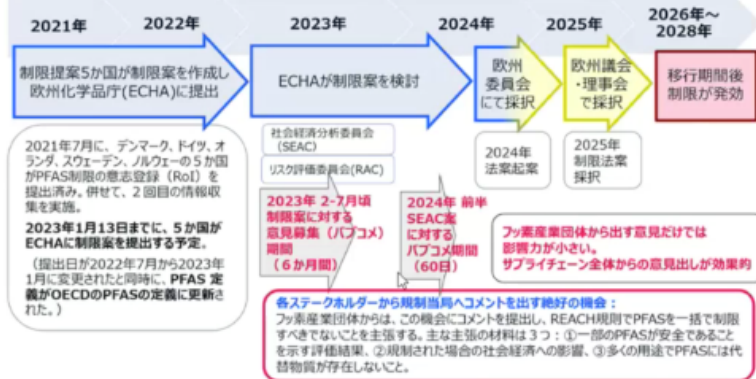 2021年
2022年
2023年
2024年
2025年
2026年~
2028年
制限提案5か国が制限案を作成し
欧州化学品庁(ECHA)に提出
ECHAが制限案を検討
欧州
委員会
にて採択
欧州議会
・理事会
で採択
移行期間後
制限が発効
2021年7月に、デンマーク、ドイツ、オ
ランダ、スウェーデン、ノルウェーの5か国
がPFAS制限の意志登録(RoI)を
提出済み。併せて、2回目の情報収
集を実施。
2023年1月13日までに、5か国が
ECHAに制限案を提出する予定。
(提出日が2022年7月から2023年
1月に変更されたと同時に、PFAS 定
義がOECDのPFASの定義に更新さ
れた。)
社会経済分析委員会
(SEAC)
リスク評価委員会(RAC)
2023年 2-7月頃
制限案に対する
意見募集(パブコメ)
期間
(6か月間)
2024年 前半
SEAC案
に対する
パブコメ期間
(60日)
2024年
法案起案
2025年
制限法案
採択
フッ素産業団体から出す意見だけでは
影響力が小さい。
サプライチェーン全体からの意見出しが効果的
各ステークホルダーから規制当局へコメントを出す絶好の機会:
フッ素産業団体からは、この機会にコメントを提出し、REACH規則でPFASを一括で制限
すべきでないことを主張する。主な主張の材料は3つ:①一部のPFASが安全であること
を示す評価結果、②規制された場合の社会経済への影響、③多くの用途でPFASには代
替物質が存在しないこと。